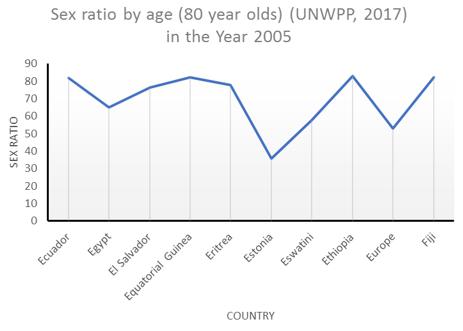 Sex ratio by age (80 year olds) (UNWPP, 2017)
in the Year 2005
SEX RATIO
90
80
70
60
50
40
30
20
10
0
Ecuador
Egypt
El Salvador
Equatorial Guinea
Eritrea
Estonia
Eswatini
Ethiopia
Europe
Fiji
COUNTRY